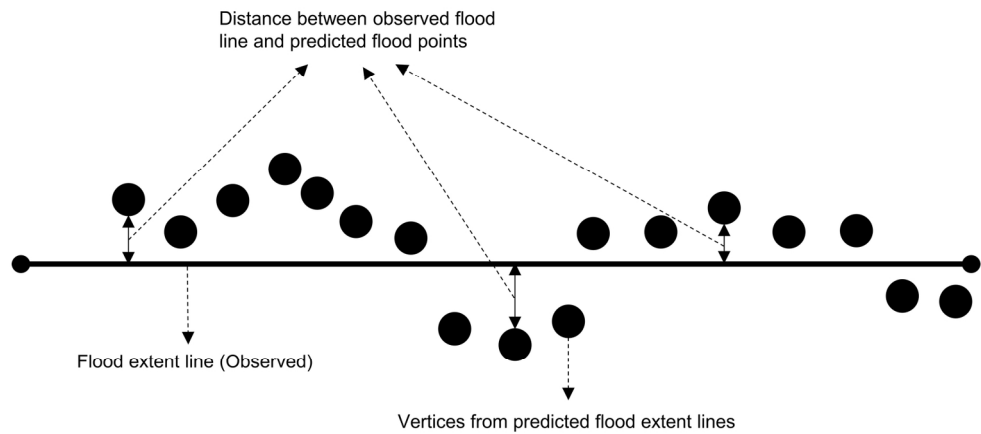 Distance between observed flood
line and predicted flood points
Flood extent line (Observed)
Vertices from predicted flood extent lines